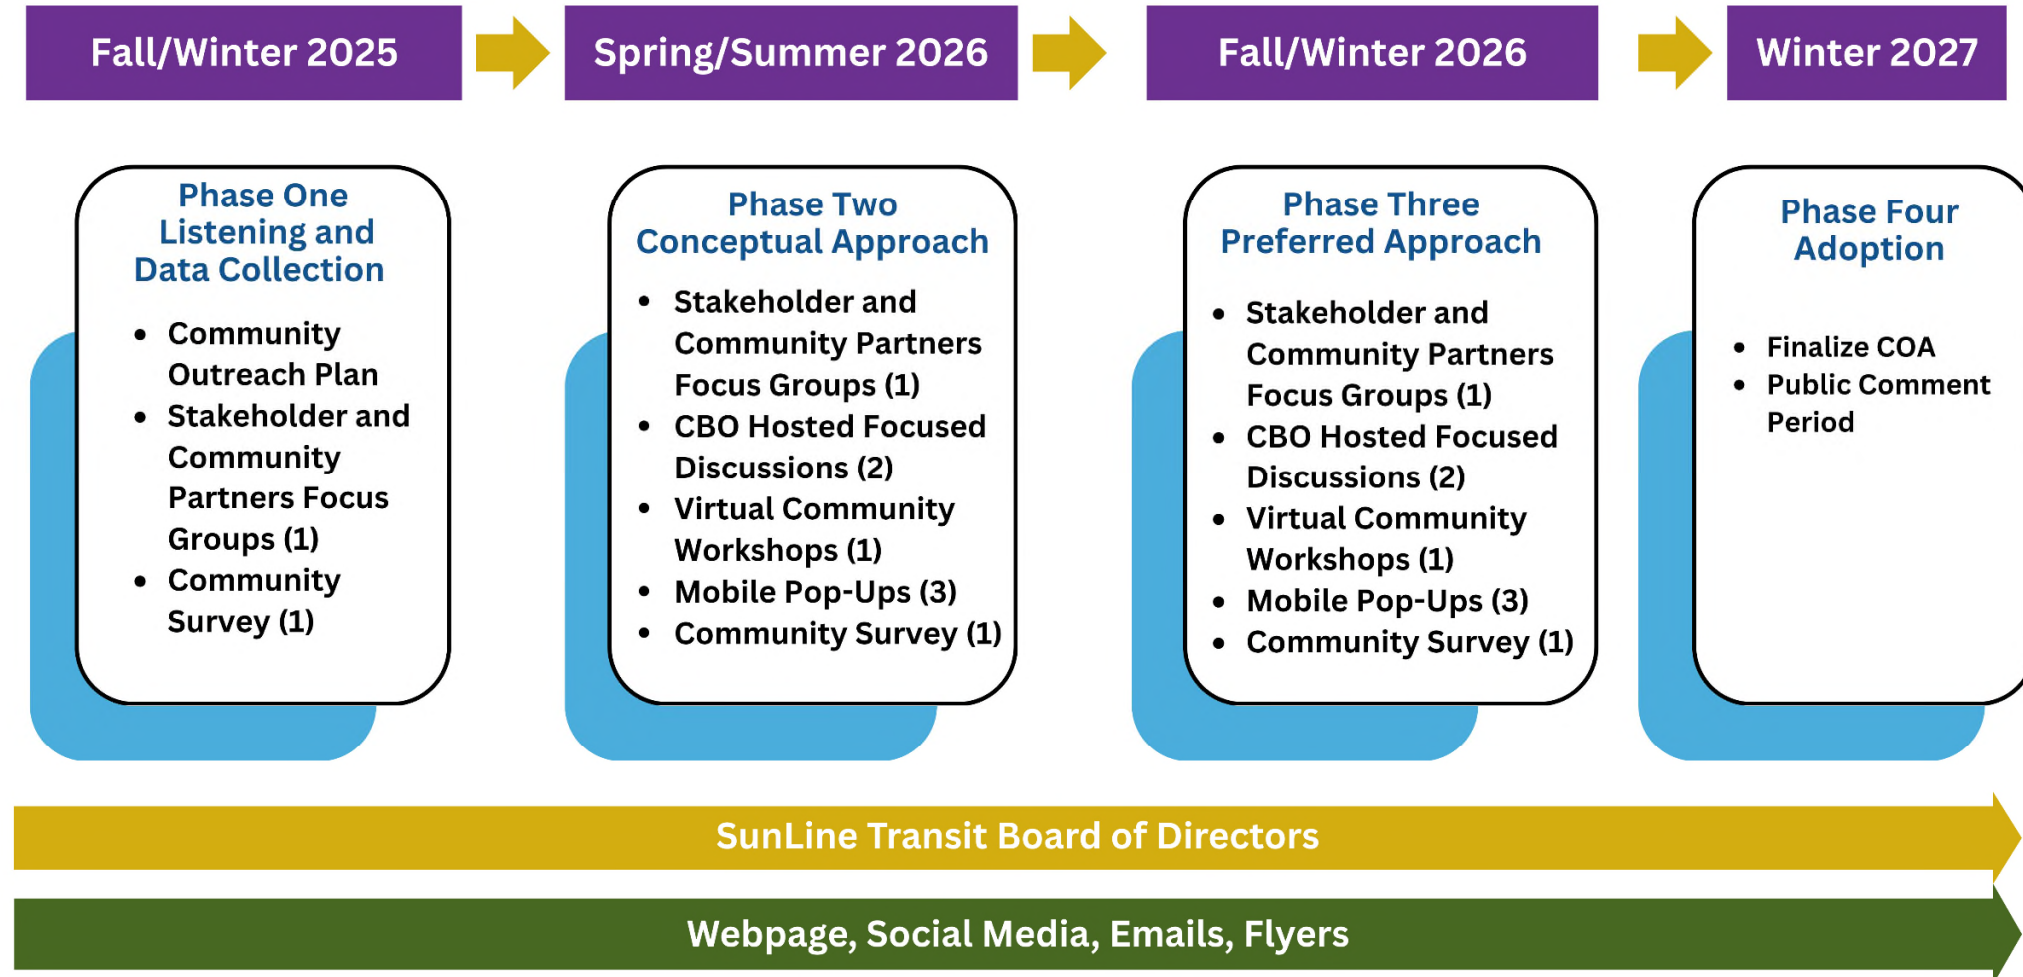 Fall/Winter 2025
Spring/Summer 2026
Fall/Winter 2026
Winter 2027
Phase One
Listening and
Data Collection
• Community
Outreach Plan
• Stakeholder and
Community
Partners Focus
Groups (1)
• Community
Survey (1)
Phase Two
Conceptual Approach
• Stakeholder and
Community Partners
Focus Groups (1)
• CBO Hosted Focused
Discussions (2)
• Virtual Community
Workshops (1)
• Mobile Pop-Ups (3)
• Community Survey (1)
Phase Three
Preferred Approach
• Stakeholder and
Community Partners
Focus Groups (1)
• CBO Hosted Focused
Discussions (2)
• Virtual Community
Workshops (1)
• Mobile Pop-Ups (3)
• Community Survey (1)
Phase Four
Adoption
• Finalize COA
• Public Comment
Period
SunLine Transit Board of Directors
Webpage, Social Media, Emails, Flyers